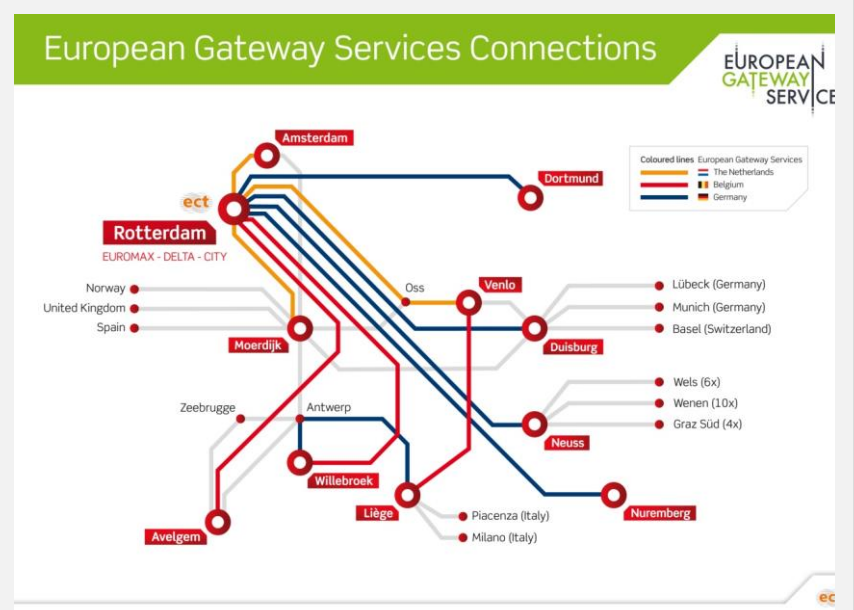 European Gateway Services Connections
EUROPEAN
GATEWAY
SERVICE
Amsterdam
Dortmund
Coloured lines European Gateway Services
The Netherlands
Belgium
Germany
ect
Rotterdam
EUROMAX - DELTA - CITY
Norway
United Kingdom
Spain
Moerdijk
Oss
Venlo
Duisburg
Lübeck (Germany)
Munich (Germany)
Basel (Switzerland)
Wels (6x)
Wenen (10x)
Graz Süd (4x)
Neuss
Zeebrugge
Antwerp
Willebroek
Liège
Nuremberg
Avelgem
Piacenza (Italy)
Milano (Italy)